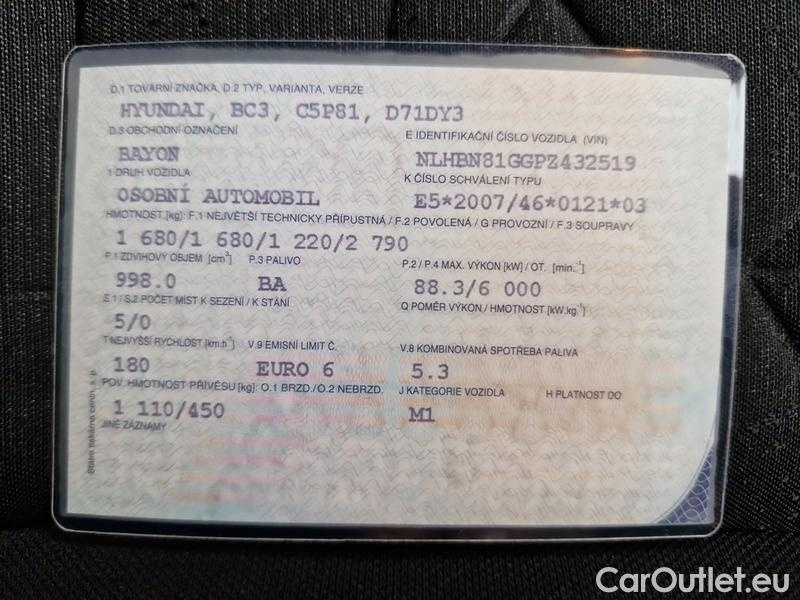 D.1 TOVÁRNÍ ZNAČKA, D.2 TYP, VARIANTA, VERZE
HYUNDAI, BC3, C5P81, D71DY3
D.3 OBCHODNÍ OZNAČENÍ
E IDENTIFIKAČNÍ ČÍSLO VOZIDLA (VIN)
BAYON
NLHBN81GGPZ432519
1 DRUH VOZIDLA
K ČÍSLO SCHVÁLENÍ TYPU
OSOBNÍ AUTOMOBIL
E5*2007/46*0121*03
HMOTNOST [kg]: F.1 NEJVĚTŠÍ TECHNICKY PŘÍPUSTNÁ / F.2 POVOLENÁ / G PROVOZNÍ / F.3 SOUPRAVY
1 680/1 680/1 220/2 790
P.1 ZDVIHOVÝ OBJEM [cm³] P.3 PALIVO P.2 / P.4 MAX. VÝKON [kW] / OT. [min.⁻¹]
998.0 BA 88.3/6 000
S.1 / S.2 POČET MÍST K SEZENÍ / K STÁNÍ
Q POMĚR VÝKON / HMOTNOST [kW.kg⁻¹]
5/0
T NEJVYŠŠÍ RYCHLOST [km.h⁻¹] V.9 EMISNÍ LIMIT Č. V.8 KOMBINOVANÁ SPOTŘEBA PALIVA
180 EURO 6 5.3
POV. HMOTNOST PŘÍVĚSU [kg]: O.1 BRZD./O.2 NEBRZD. J KATEGORIE VOZIDLA H PLATNOST DO
1 110/450 M1
JINÉ ZÁZNAMY
Státní tiskárna cenin, s. p.
CarOutlet.eu